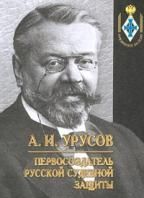 А. И. УРУСОВ
ПЕРВОСОЗДАТЕЛЬ
РУССКОЙ СУДЕБНОЙ
ЗАЩИТЫ